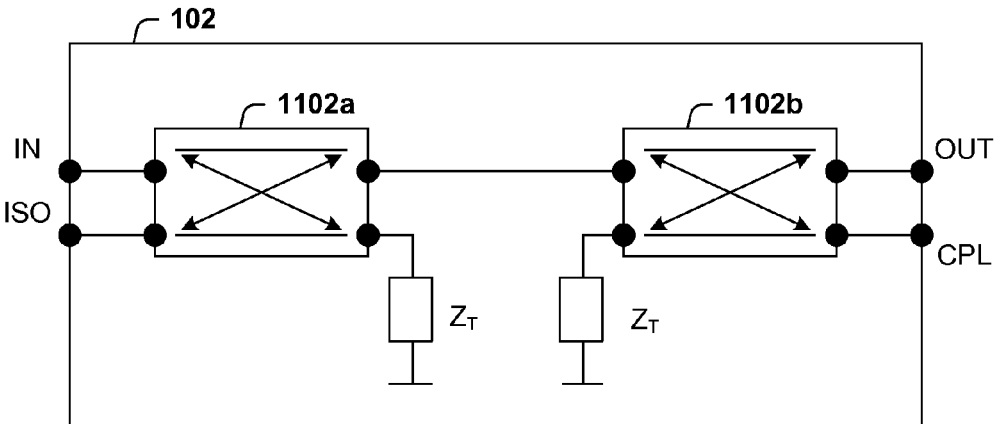 102
1102a
1102b
IN
OUT
ISO
CPL
Z_T
Z_T